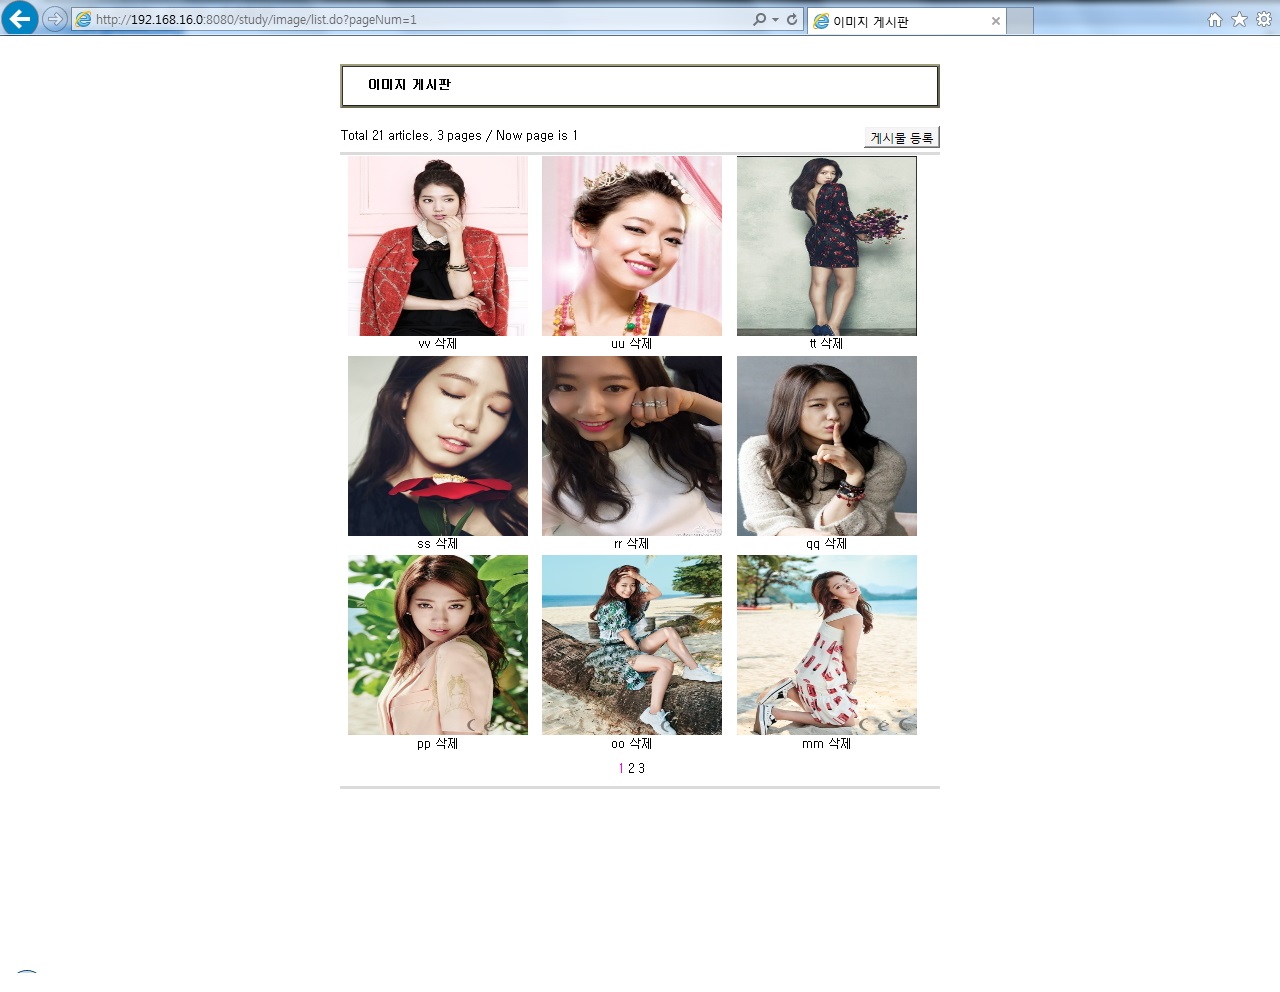 http://192.168.16.0:8080/study/image/list.do?pageNum=1
이미지 게시판
이미지 게시판
Total 21 articles, 3 pages / Now page is 1
게시물 등록
vv 삭제
uu 삭제
tt 삭제
ss 삭제
rr 삭제
qq 삭제
pp 삭제
oo 삭제
mm 삭제
1 2 3